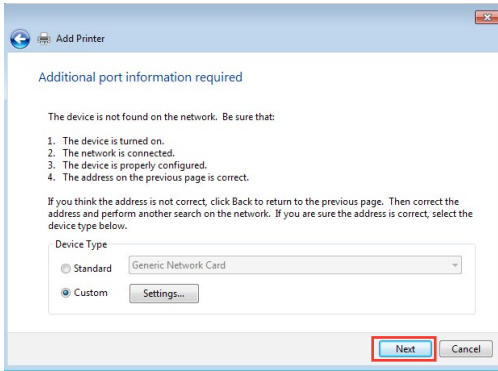 Add Printer
Additional port information required
The device is not found on the network. Be sure that:
1. The device is turned on.
2. The network is connected.
3. The device is properly configured.
4. The address on the previous page is correct.
If you think the address is not correct, click Back to return to the previous page. Then correct the
address and perform another search on the network. If you are sure the address is correct, select the
device type below.
Device Type
Standard Generic Network Card
Custom Settings...
Next Cancel